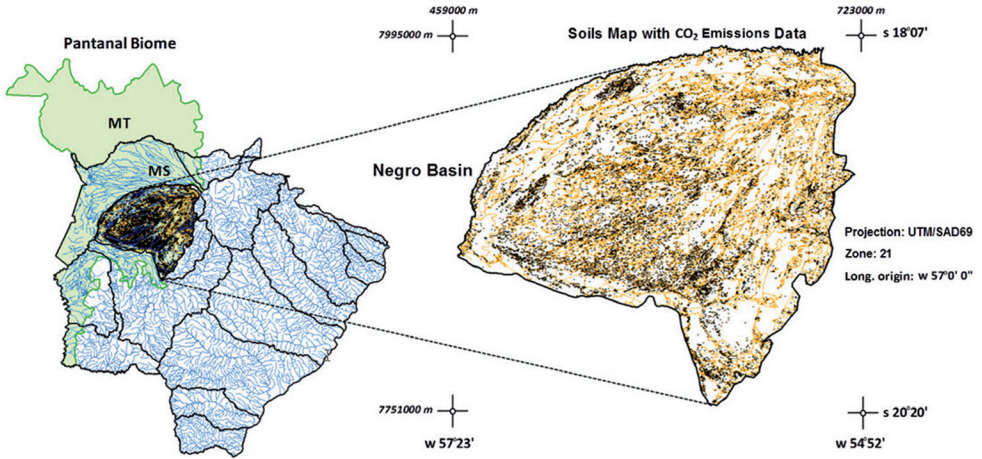 459000 m
723000 m
7995000 m
s 18°07'
Pantanal Biome
Soils Map with CO₂ Emissions Data
MT
MS
Negro Basin
Projection: UTM/SAD69
Zone: 21
Long. origin: w 57°0' 0"
7751000 m
s 20°20'
w 57°23'
w 54°52'